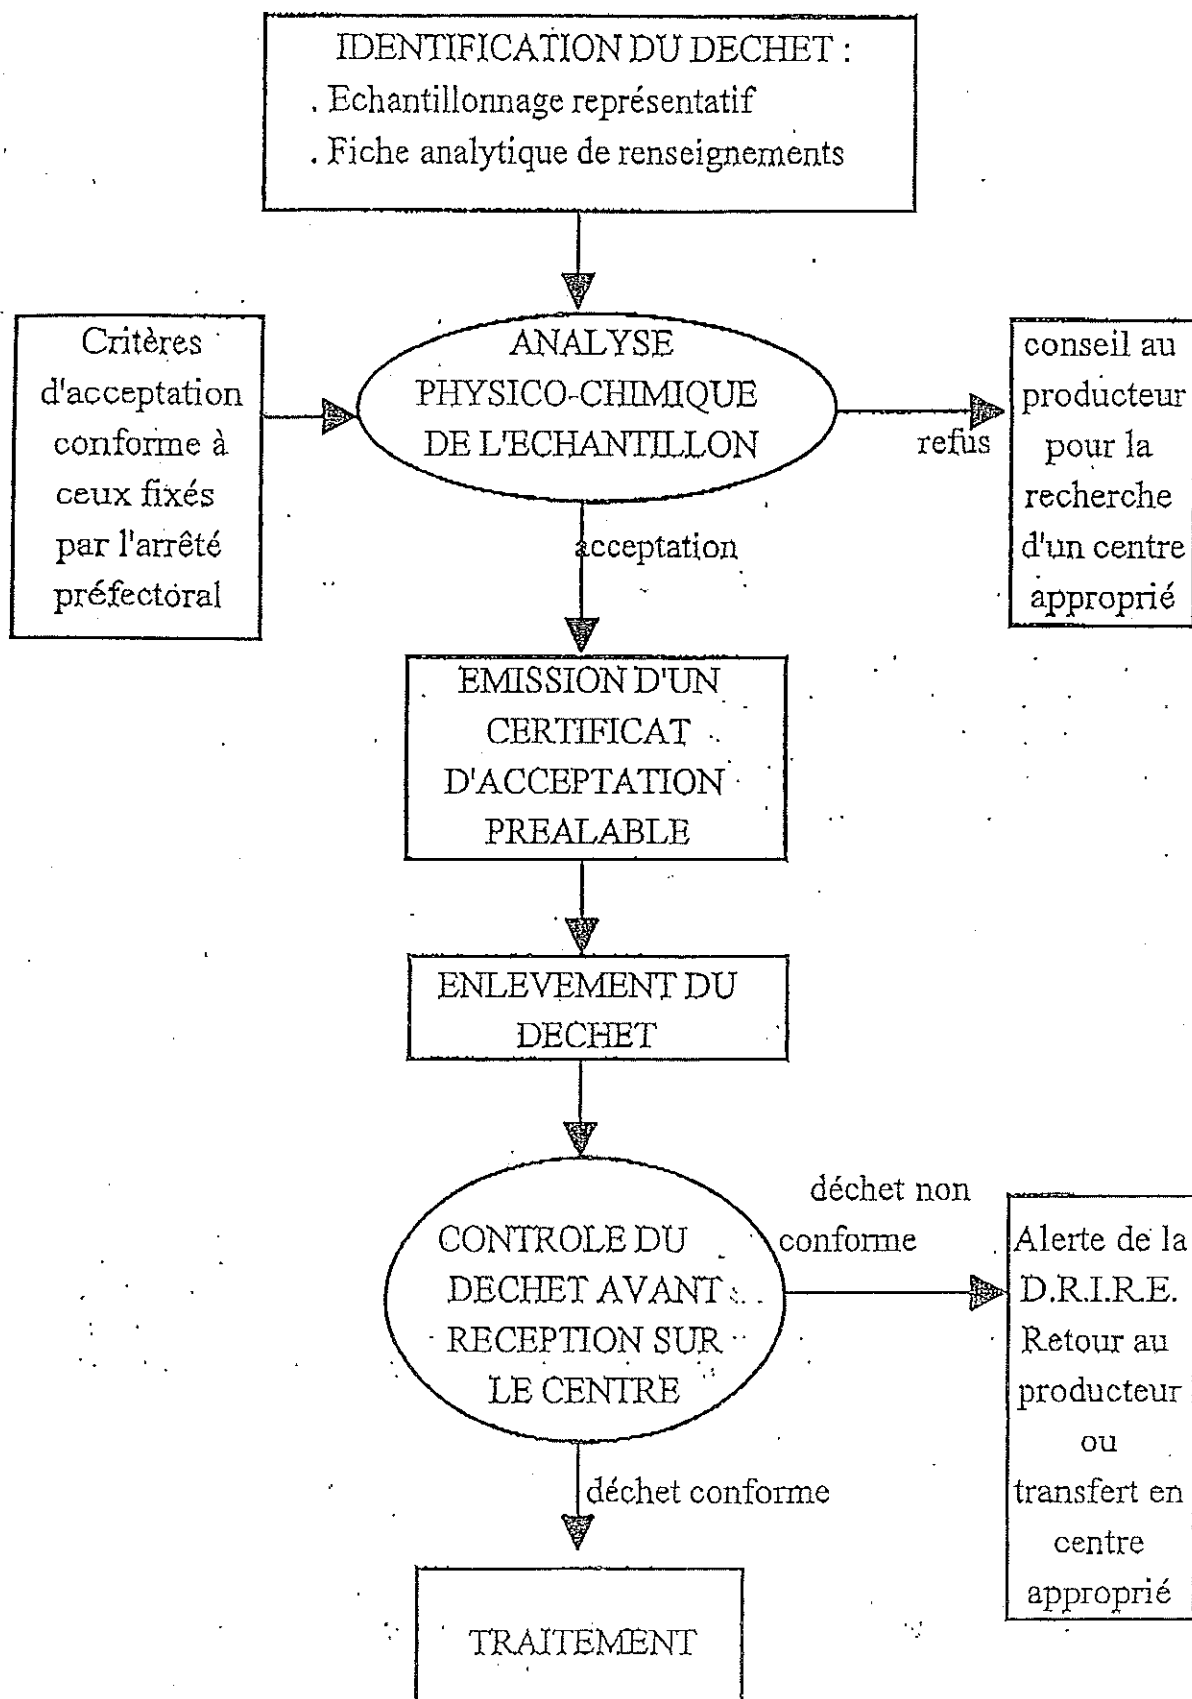 IDENTIFICATION DU DECHET :
. Echantillonnage représentatif
. Fiche analytique de renseignements
Critères
d'acceptation
conforme à
ceux fixés
par l'arrêté
préfectoral
ANALYSE
PHYSICO-CHIMIQUE
DE L'ECHANTILLON
refus
conseil au
producteur
pour la
recherche
d'un centre
approprié
acceptation
EMISSION D'UN
CERTIFICAT
D'ACCEPTATION
PREALABLE
ENLEVEMENT DU
DECHET
CONTROLE DU
DECHET AVANT
RECEPTION SUR
LE CENTRE
déchet non
conforme
Alerte de la
D.R.I.R.E.
Retour au
producteur
ou
transfert en
centre
approprié
déchet conforme
TRAITEMENT